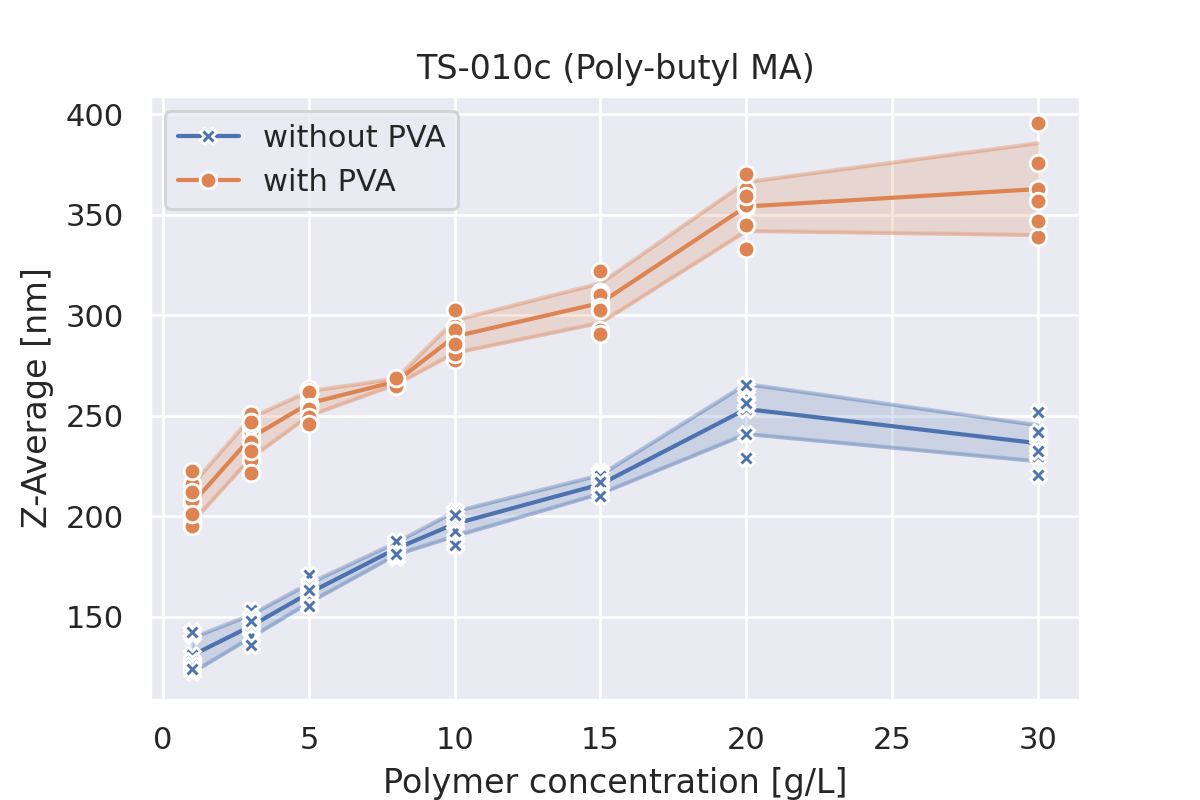 TS-010c (Poly-butyl MA)
without PVA
with PVA
400
350
300
250
200
150
Z-Average [nm]
0 5 10 15 20 25 30
Polymer concentration [g/L]